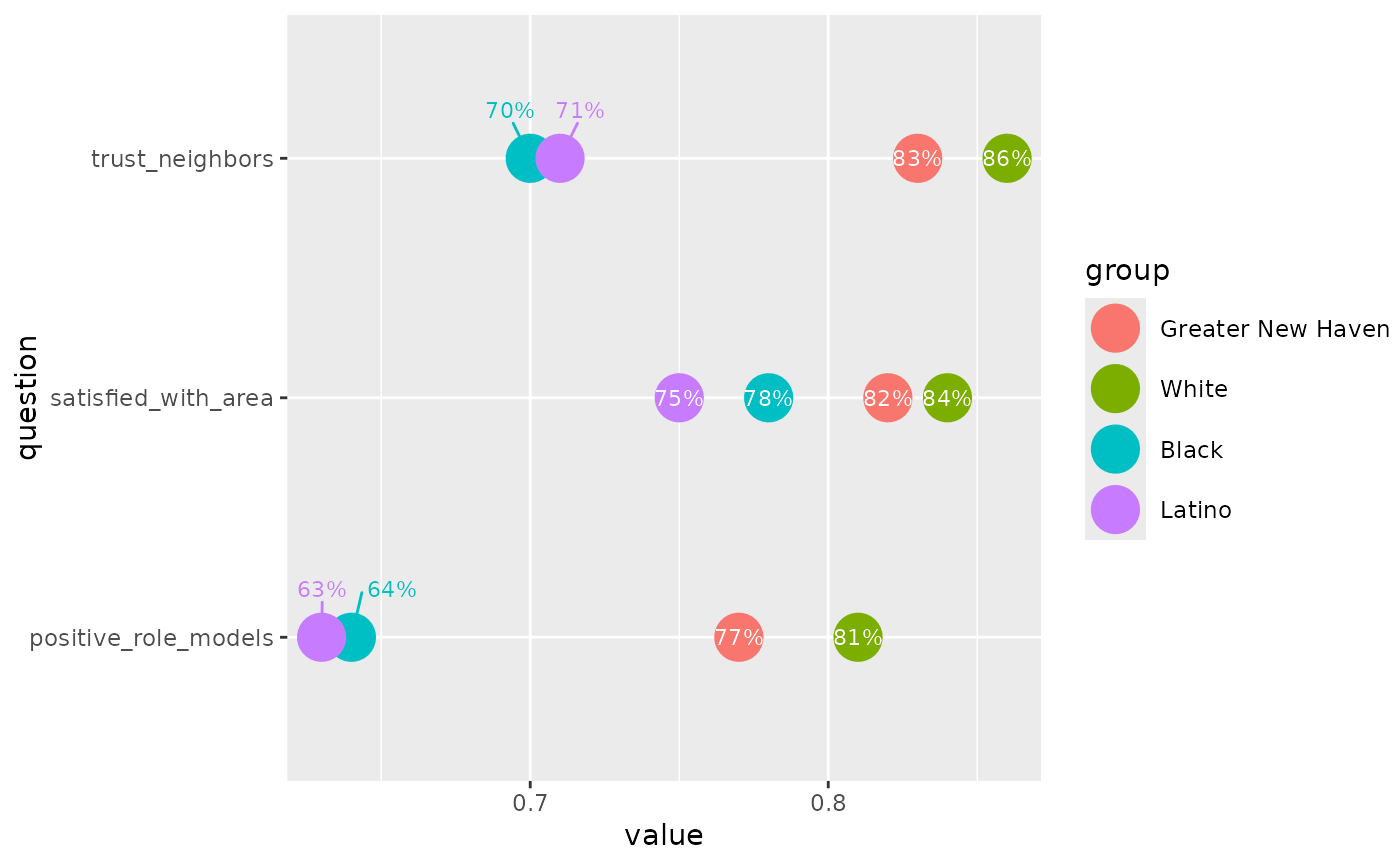 70% 71%
trust_neighbors
83% 86%
group
Greater New Haven
White
Black
Latino
question
satisfied_with_area
75% 78% 82% 84%
63% 64%
positive_role_models
77% 81%
0.7 0.8
value